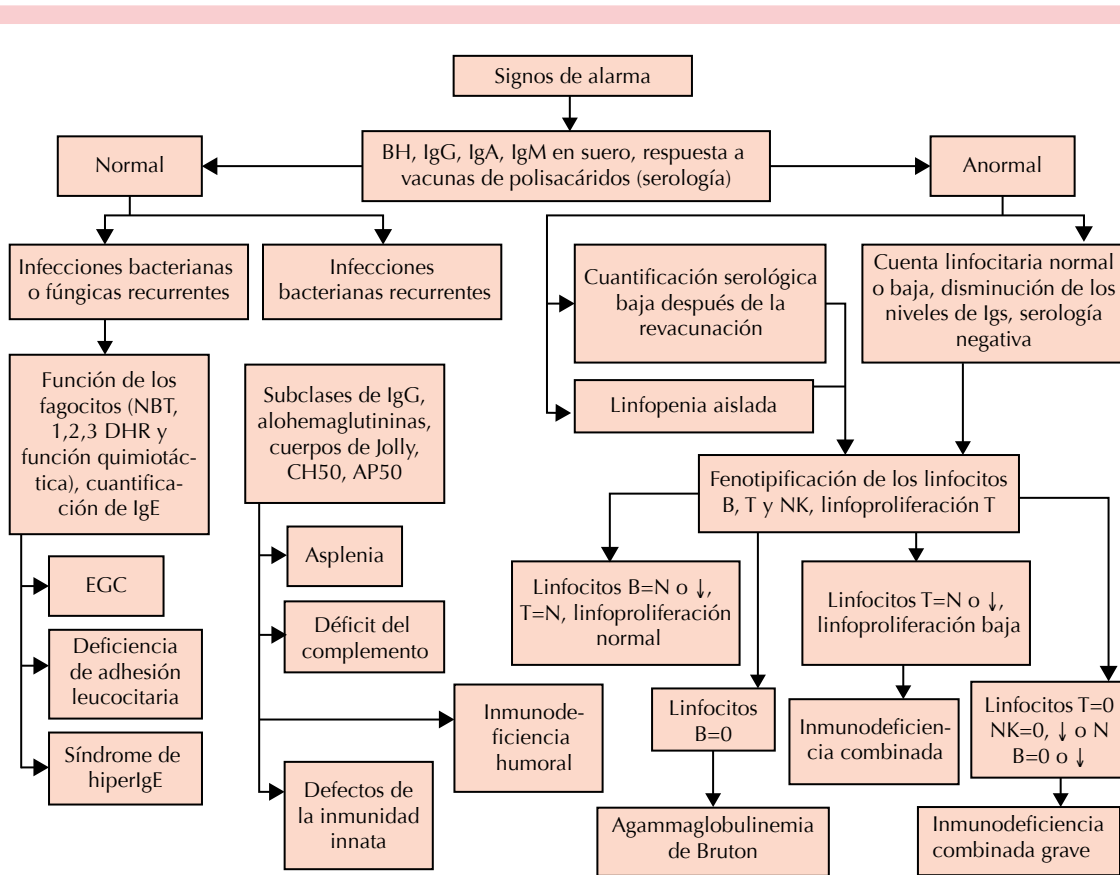 Signos de alarma
BH, IgG, IgA, IgM en suero, respuesta a
vacunas de polisacáridos (serología)
Normal
Anormal
Infecciones bacterianas
o fúngicas recurrentes
Infecciones
bacterianas recurrentes
Cuantificación serológica
baja después de la
revacunación
Cuenta linfocitaria normal
o baja, disminución de los
niveles de Igs, serología
negativa
Linfopenia aislada
Función de los
fagocitos (NBT,
1,2,3 DHR y
función quimiotác-
tica), cuantifica-
ción de IgE
Subclases de IgG,
alohemaglutininas,
cuerpos de Jolly,
CH50, AP50
Fenotipificación de los linfocitos
B, T y NK, linfoproliferación T
EGC
Deficiencia
de adhesión
leucocitaria
Síndrome de
hiperIgE
Asplenia
Déficit del
complemento
Inmunode-
ficiencia
humoral
Defectos de
la inmunidad
innata
Linfocitos B=N o ↓,
T=N, linfoproliferación
normal
Linfocitos
B=0
Agammaglobulinemia
de Bruton
Linfocitos T=N o ↓,
linfoproliferación baja
Inmunodeficien-
cia combinada
Linfocitos T=0
NK=0, ↓ o N
B=0 o ↓
Inmunodeficiencia
combinada grave